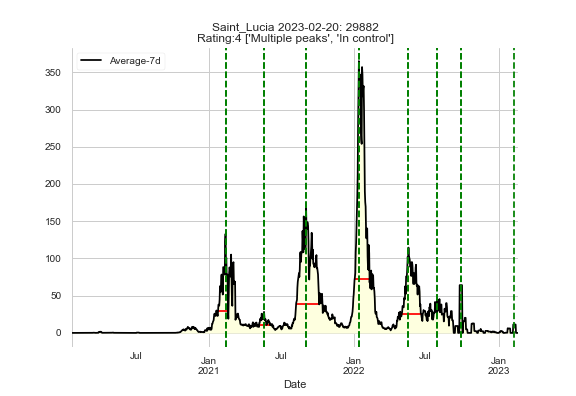 Saint_Lucia 2023-02-20: 29882
Rating:4 ['Multiple peaks', 'In control']
Average-7d
350
300
250
200
150
100
50
0
Jul
Jan
2021
Jul
Jan
2022
Jul
Jan
2023
Date